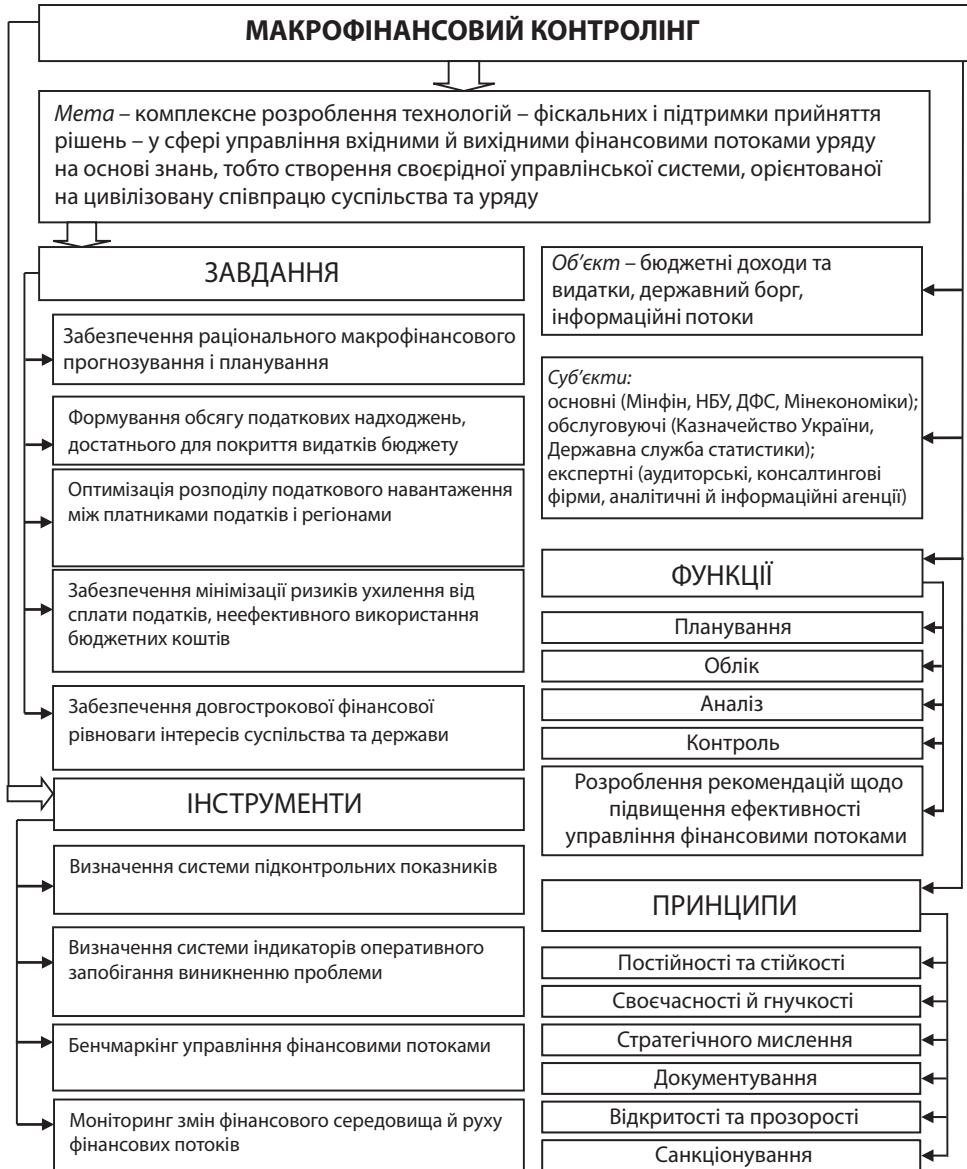 МАКРОФІНАНСОВИЙ КОНТРОЛІНГ
Мета – комплексне розроблення технологій – фіскальних і підтримки прийняття
рішень – у сфері управління вхідними й вихідними фінансовими потоками уряду
на основі знань, тобто створення своєрідної управлінської системи, орієнтованої
на цивілізовану співпрацю суспільства та уряду
ЗАВДАННЯ
Забезпечення раціонального макрофінансового
прогнозування і планування
Формування обсягу податкових надходжень,
достатнього для покриття видатків бюджету
Оптимізація розподілу податкового навантаження
між платниками податків і регіонами
Забезпечення мінімізації ризиків ухилення від
сплати податків, неефективного використання
бюджетних коштів
Забезпечення довгострокової фінансової
рівноваги інтересів суспільства та держави
ІНСТРУМЕНТИ
Визначення системи підконтрольних показників
Визначення системи індикаторів оперативного
запобігання виникненню проблеми
Бенчмаркінг управління фінансовими потоками
Моніторинг змін фінансового середовища й руху
фінансових потоків
Об’єкт – бюджетні доходи та
видатки, державний борг,
інформаційні потоки
Суб’єкти:
основні (Мінфін, НБУ, ДФС, Мінекономіки);
обслуговуючі (Казначейство України,
Державна служба статистики);
експертні (аудиторські, консалтингові
фірми, аналітичні й інформаційні агенції)
ФУНКЦІЇ
Планування
Облік
Аналіз
Контроль
Розроблення рекомендацій щодо
підвищення ефективності
управління фінансовими потоками
ПРИНЦИПИ
Постійності та стійкості
Своєчасності й гнучкості
Стратегічного мислення
Документування
Відкритості та прозорості
Санкціонування